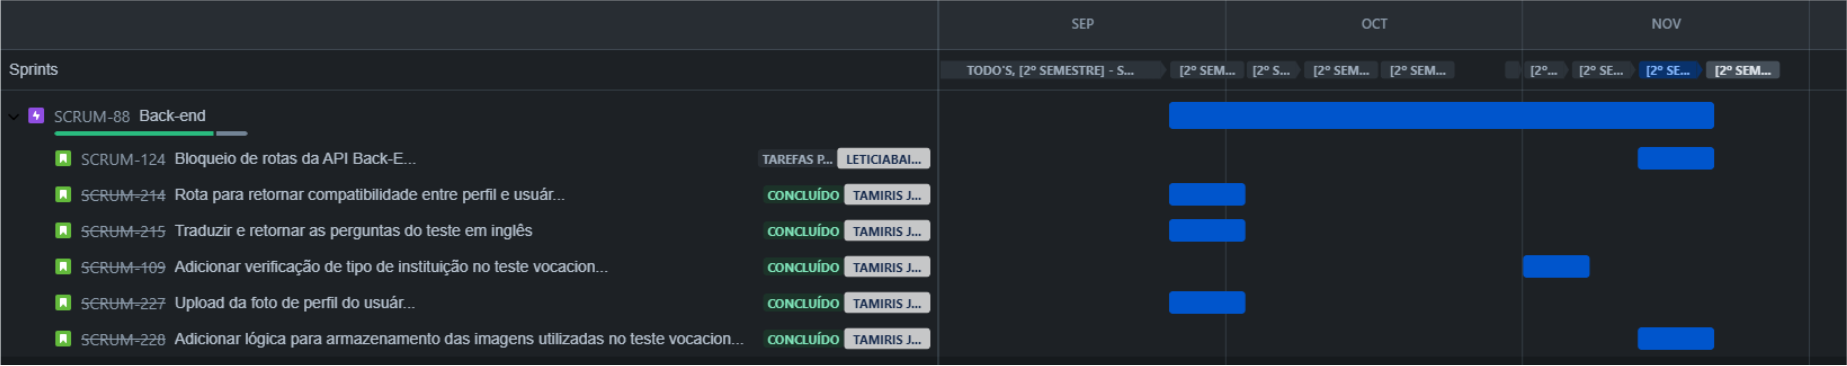 SEP OCT NOV
Sprints TODO'S, [2º SEMESTRE] - S... [2º SEM... [2º S... [2º SEM... [2º SEM... [2º... [2º SE... [2º SE... [2º SEM...
SCRUM-88 Back-end
SCRUM-124 Bloqueio de rotas da API Back-E... TAREFAS P... LETICIABAI...
SCRUM-214 Rota para retornar compatibilidade entre perfil e usuár... CONCLUÍDO TAMIRIS J...
SCRUM-215 Traduzir e retornar as perguntas do teste em inglês CONCLUÍDO TAMIRIS J...
SCRUM-109 Adicionar verificação de tipo de instituição no teste vocacion... CONCLUÍDO TAMIRIS J...
SCRUM-227 Upload da foto de perfil do usuár... CONCLUÍDO TAMIRIS J...
SCRUM-228 Adicionar lógica para armazenamento das imagens utilizadas no teste vocacion... CONCLUÍDO TAMIRIS J...